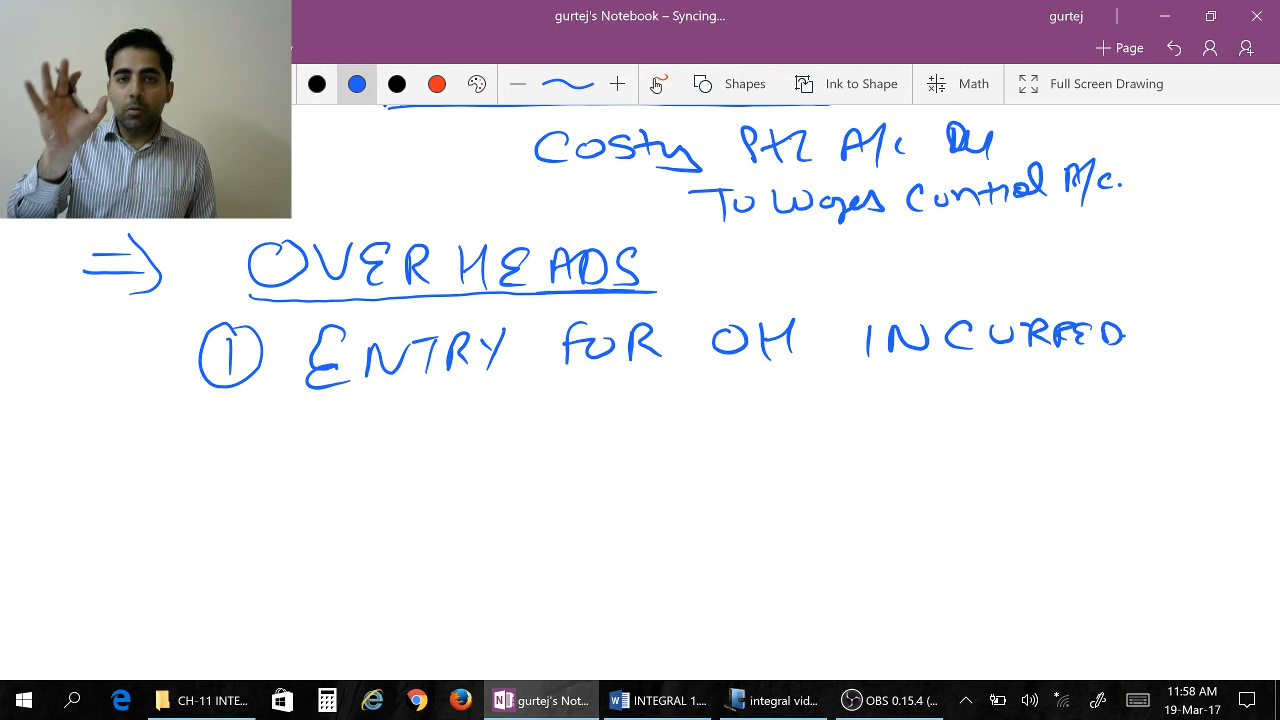 gurtej's Notebook – Syncing...
gurtej
Page
Shapes
Ink to Shape
Math
Full Screen Drawing
Costing P+L A/c Dr
To Wages Control A/c.
⇒ OVERHEADS
① ENTRY FOR OH INCURRED
CH-11 INTE...
gurtej's Not...
INTEGRAL 1....
integral vid...
OBS 0.15.4 (...
11:58 AM
19-Mar-17